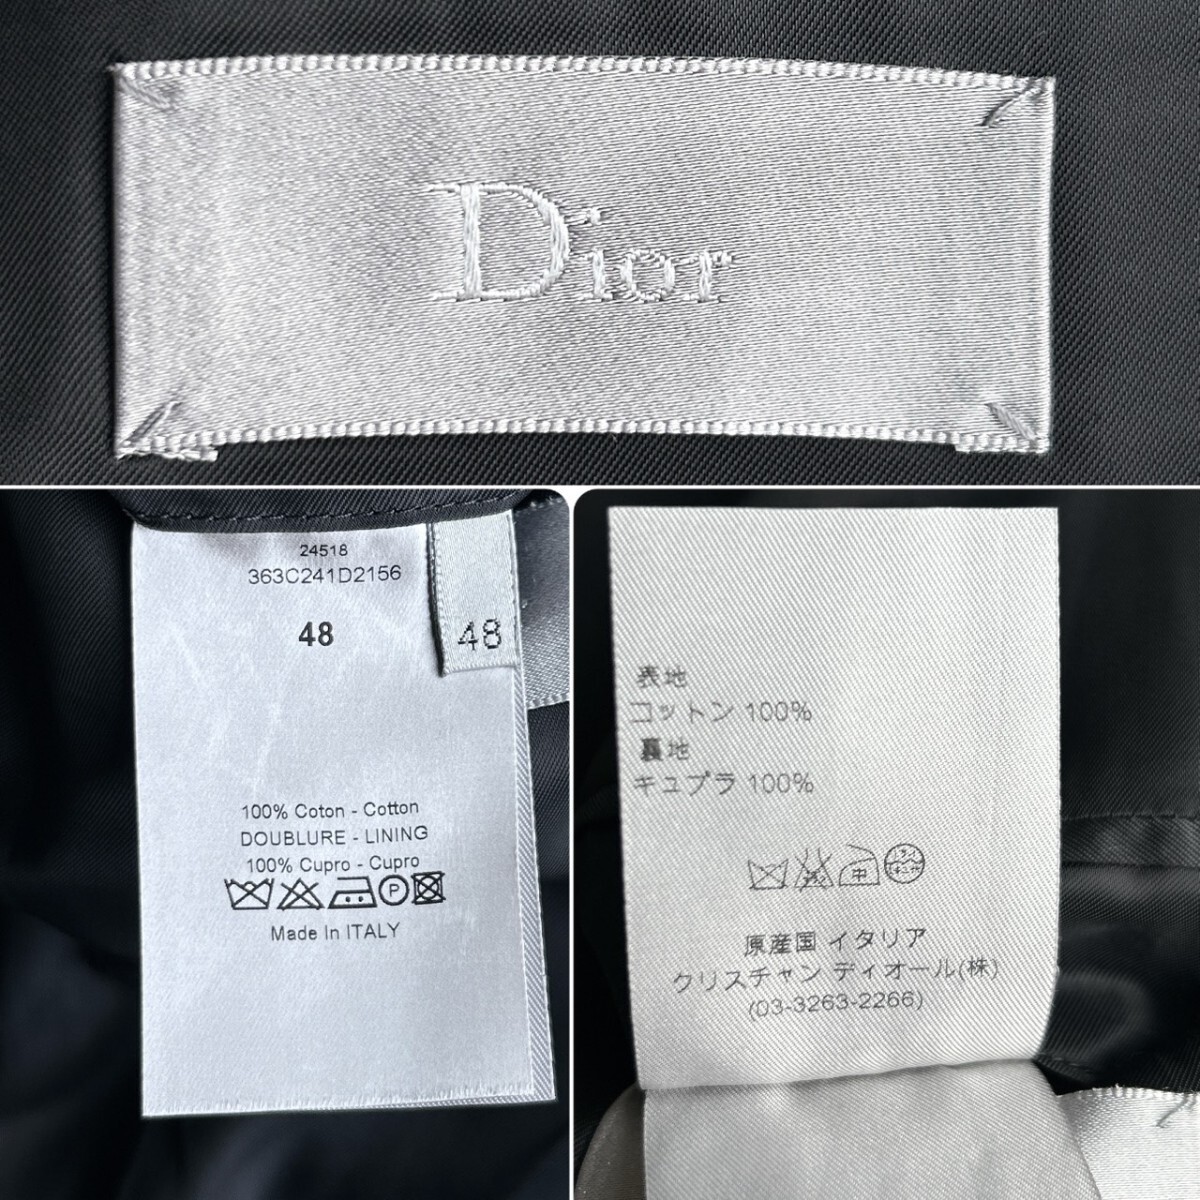 Dior
24518
363C241D2156
48
48
100% Coton - Cotton
DOUBLURE - LINING
100% Cupro - Cupro
P
Made In ITALY
表地
コットン 100%
裏地
キュプラ 100%
中
原産国 イタリア
クリスチャン ディオール(株)
(03-3263-2266)